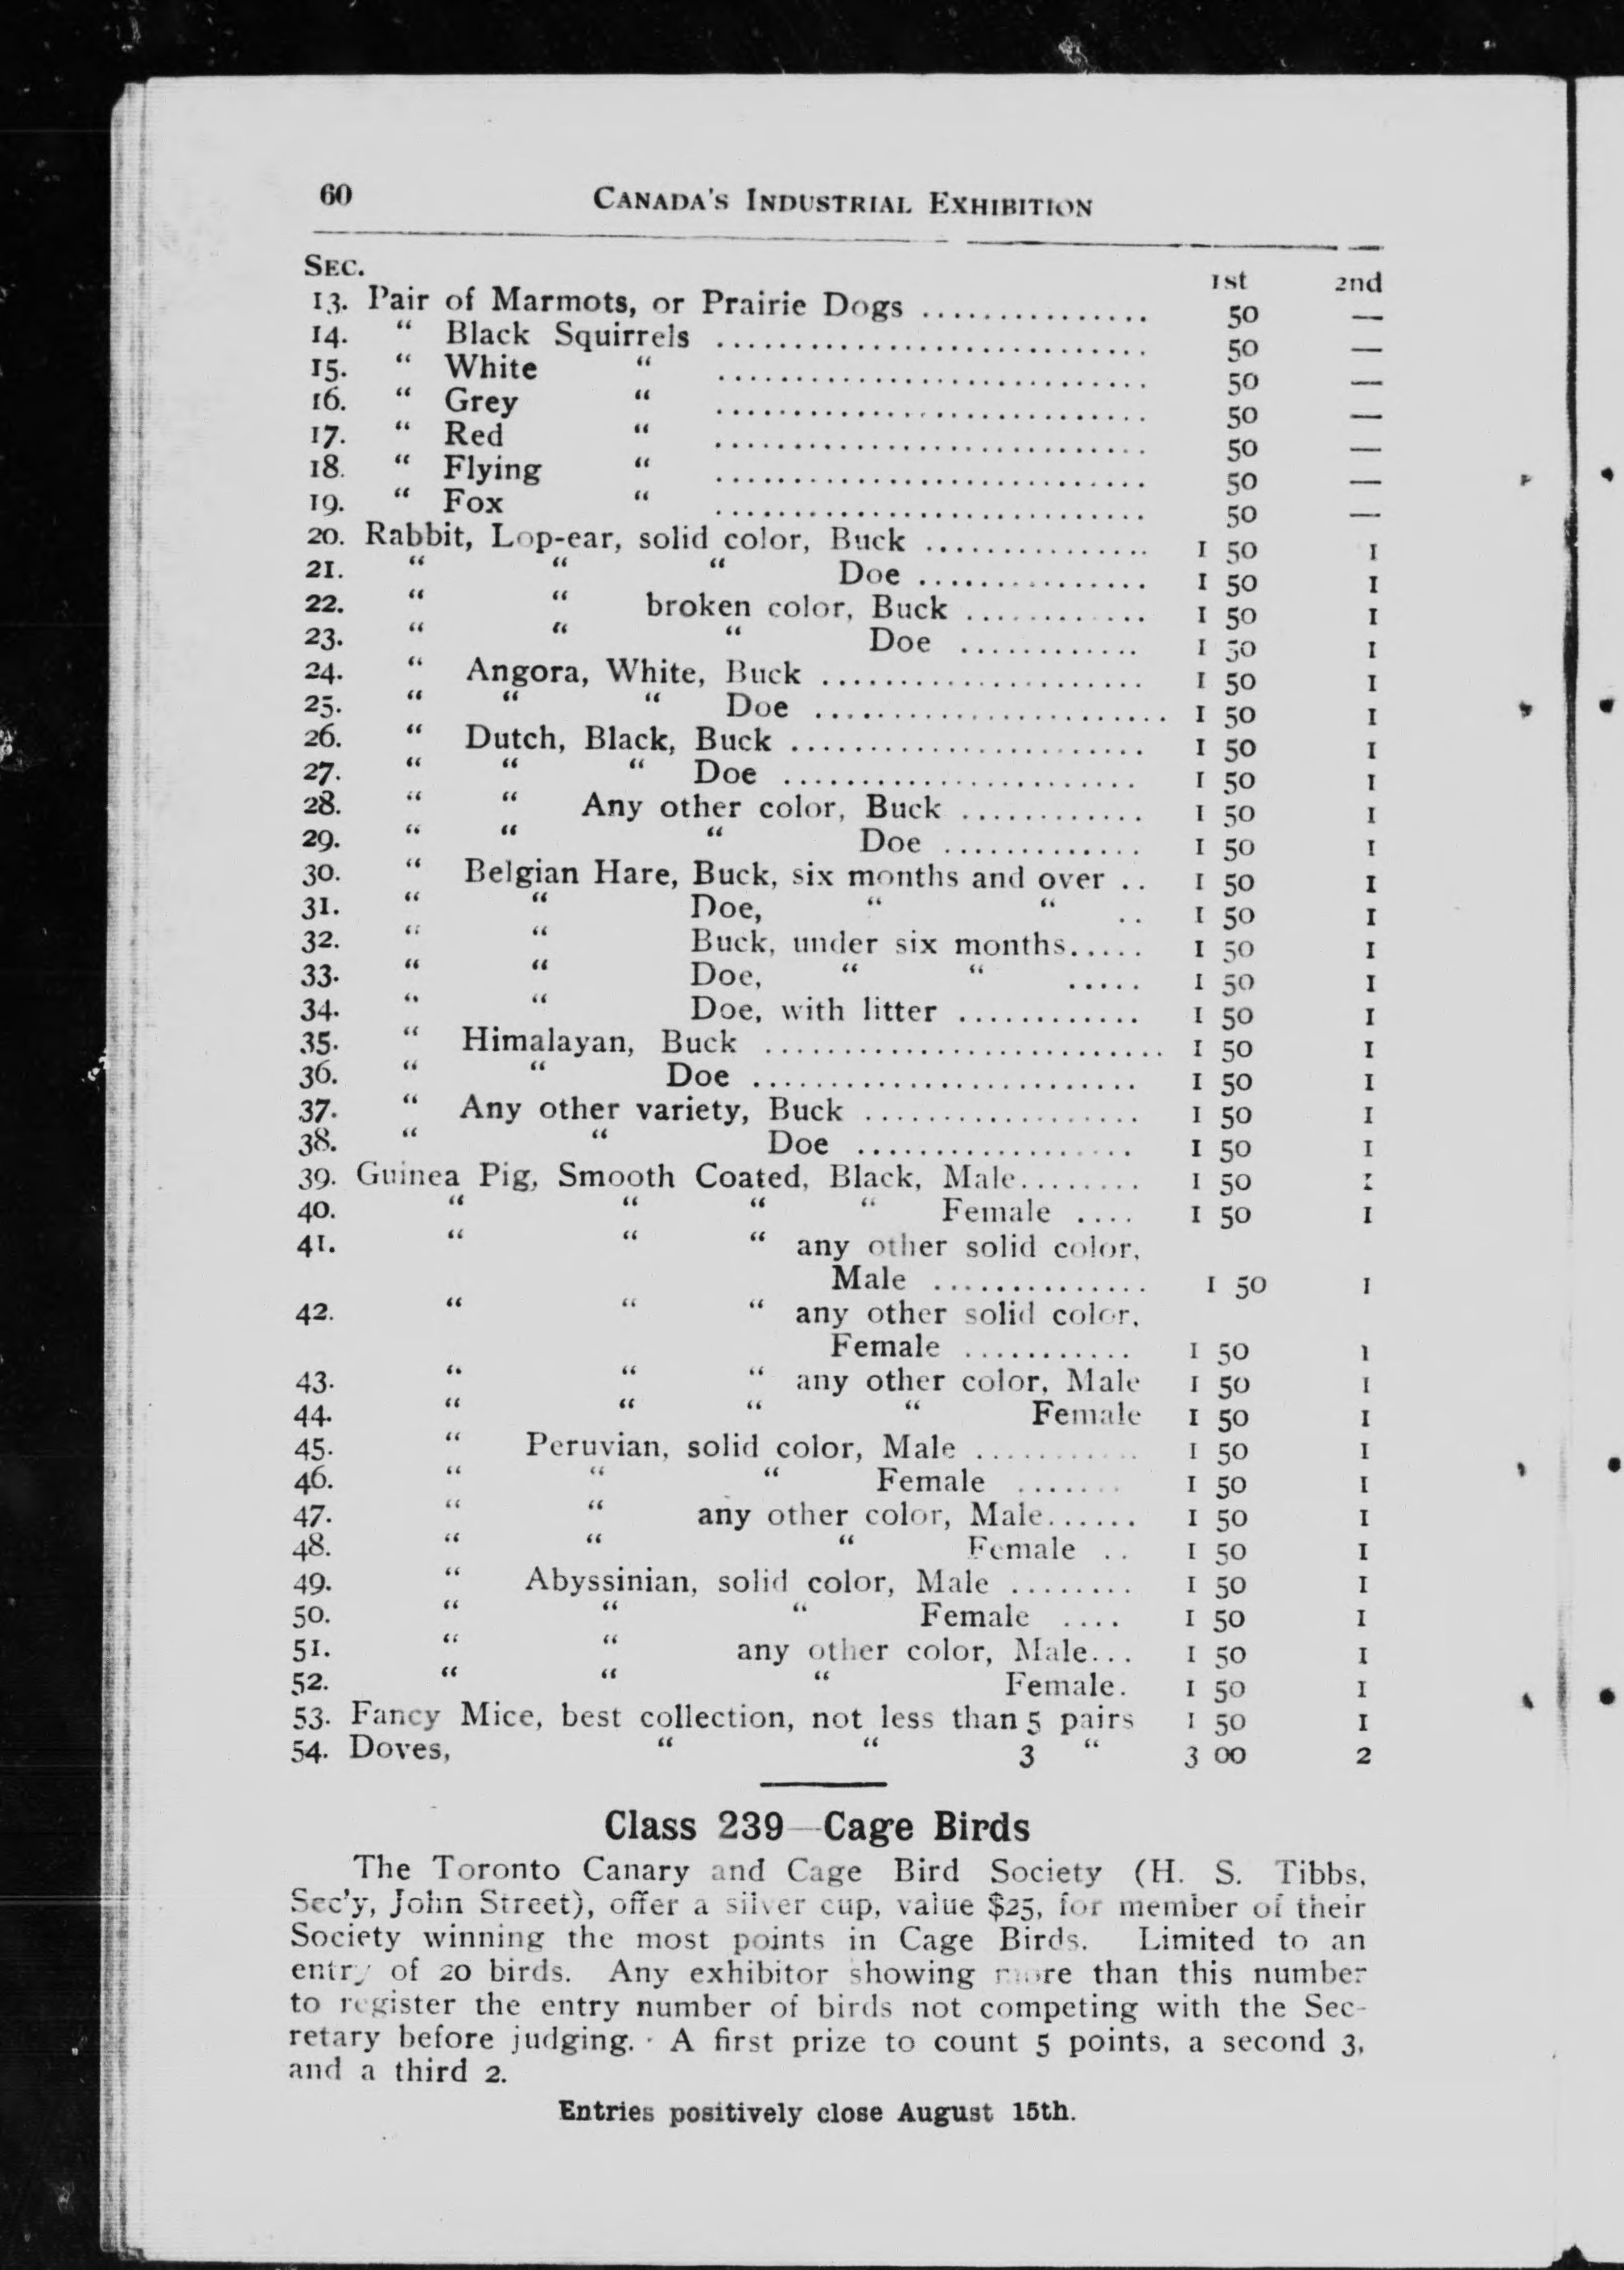 60 CANADA'S INDUSTRIAL EXHIBITION
SEC. 1st 2nd
13. Pair of Marmots, or Prairie Dogs ............... 50 —
14. “ Black Squirrels ............................ 50 —
15. “ White “ ............................ 50 —
16. “ Grey “ ............................ 50 —
17. “ Red “ ............................ 50 —
18. “ Flying “ ............................ 50 —
19. “ Fox “ ............................ 50 —
20. Rabbit, Lop-ear, solid color, Buck ............... 1 50 1
21. “ “ “ Doe ............... 1 50 1
22. “ “ broken color, Buck ............ 1 50 1
23. “ “ “ Doe ............ 1 50 1
24. “ Angora, White, Buck ..................... 1 50 1
25. “ “ “ Doe ....................... 1 50 1
26. “ Dutch, Black, Buck ....................... 1 50 1
27. “ “ “ Doe ....................... 1 50 1
28. “ “ Any other color, Buck ............ 1 50 1
29. “ “ “ Doe ............. 1 50 1
30. “ Belgian Hare, Buck, six months and over .. 1 50 1
31. “ “ Doe, “ “ .. 1 50 1
32. “ “ Buck, under six months..... 1 50 1
33. “ “ Doe, “ “ ..... 1 50 1
34. “ “ Doe, with litter ............ 1 50 1
35. “ Himalayan, Buck .......................... 1 50 1
36. “ “ Doe ......................... 1 50 1
37. “ Any other variety, Buck .................. 1 50 1
38. “ “ Doe .................. 1 50 1
39. Guinea Pig, Smooth Coated, Black, Male........ 1 50 1
40. “ “ “ “ Female .... 1 50 1
41. “ “ “ any other solid color,
Male .............. 1 50 1
42. “ “ “ any other solid color,
Female ........... 1 50 1
43. “ “ “ any other color, Male 1 50 1
44. “ “ “ “ Female 1 50 1
45. “ Peruvian, solid color, Male ........... 1 50 1
46. “ “ “ Female ....... 1 50 1
47. “ “ any other color, Male...... 1 50 1
48. “ “ “ Female .. 1 50 1
49. “ Abyssinian, solid color, Male ........ 1 50 1
50. “ “ “ Female .... 1 50 1
51. “ “ any other color, Male... 1 50 1
52. “ “ “ Female. 1 50 1
53. Fancy Mice, best collection, not less than 5 pairs 1 50 1
54. Doves, “ “ 3 “ 3 00 2
Class 239—Cage Birds
The Toronto Canary and Cage Bird Society (H. S. Tibbs,
Sec'y, John Street), offer a silver cup, value $25, for member of their
Society winning the most points in Cage Birds. Limited to an
entry of 20 birds. Any exhibitor showing more than this number
to register the entry number of birds not competing with the Sec-
retary before judging. A first prize to count 5 points, a second 3,
and a third 2.
Entries positively close August 15th.